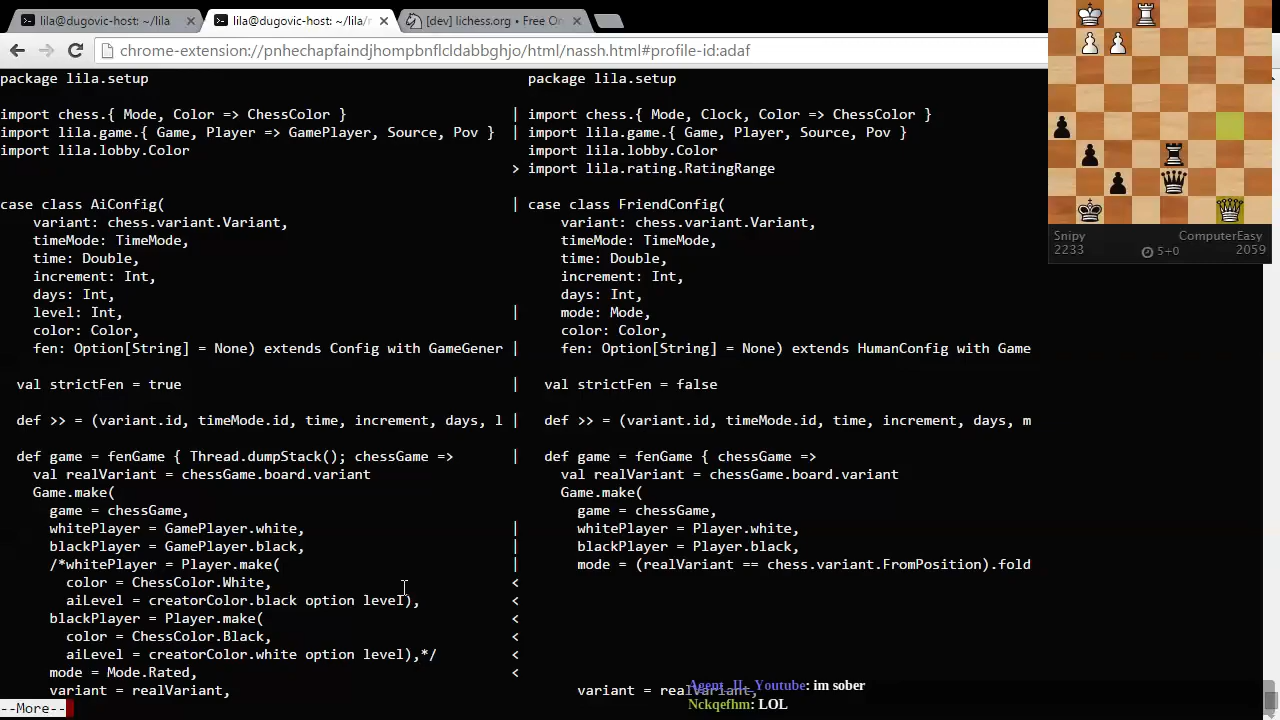 lila@dugovic-host: ~/lila
lila@dugovic-host: ~/lila/r
[dev] lichess.org • Free On
chrome-extension://pnhechapfaindjhompbnflcldabbghjo/html/nassh.html#profile-id:adaf
package lila.setup package lila.setup
import chess.{ Mode, Color => ChessColor } | import chess.{ Mode, Clock, Color => ChessColor }
import lila.game.{ Game, Player => GamePlayer, Source, Pov } | import lila.game.{ Game, Player, Source, Pov }
import lila.lobby.Color import lila.lobby.Color
> import lila.rating.RatingRange
case class AiConfig( | case class FriendConfig(
variant: chess.variant.Variant, variant: chess.variant.Variant,
timeMode: TimeMode, timeMode: TimeMode,
time: Double, time: Double,
increment: Int, increment: Int,
days: Int, days: Int,
level: Int, | mode: Mode,
color: Color, color: Color,
fen: Option[String] = None) extends Config with GameGener | fen: Option[String] = None) extends HumanConfig with Game
val strictFen = true | val strictFen = false
def >> = (variant.id, timeMode.id, time, increment, days, l | def >> = (variant.id, timeMode.id, time, increment, days, m
def game = fenGame { Thread.dumpStack(); chessGame => | def game = fenGame { chessGame =>
val realVariant = chessGame.board.variant val realVariant = chessGame.board.variant
Game.make( Game.make(
game = chessGame, game = chessGame,
whitePlayer = GamePlayer.white, | whitePlayer = Player.white,
blackPlayer = GamePlayer.black, | blackPlayer = Player.black,
/*whitePlayer = Player.make( | mode = (realVariant == chess.variant.FromPosition).fold
color = ChessColor.White, <
aiLevel = creatorColor.black option level), <
blackPlayer = Player.make( <
color = ChessColor.Black, <
aiLevel = creatorColor.white option level),*/ <
mode = Mode.Rated, <
variant = realVariant, variant = realVariant,
--More--
Snipy ComputerEasy
2233 5+0 2059
Agent_II_Youtube: im sober
Nckqefhm: LOL